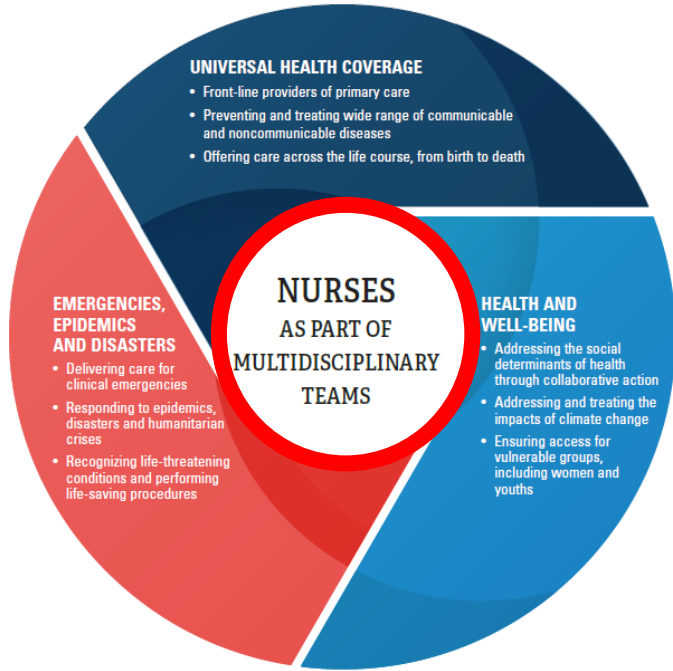 UNIVERSAL HEALTH COVERAGE
• Front-line providers of primary care
• Preventing and treating wide range of communicable
and noncommunicable diseases
• Offering care across the life course, from birth to death
NURSES
AS PART OF
MULTIDISCIPLINARY
TEAMS
EMERGENCIES,
EPIDEMICS
AND DISASTERS
• Delivering care for
clinical emergencies
• Responding to epidemics,
disasters and humanitarian
crises
• Recognizing life-threatening
conditions and performing
life-saving procedures
HEALTH AND
WELL-BEING
• Addressing the social
determinants of health
through collaborative action
• Addressing and treating the
impacts of climate change
• Ensuring access for
vulnerable groups,
including women and
youths